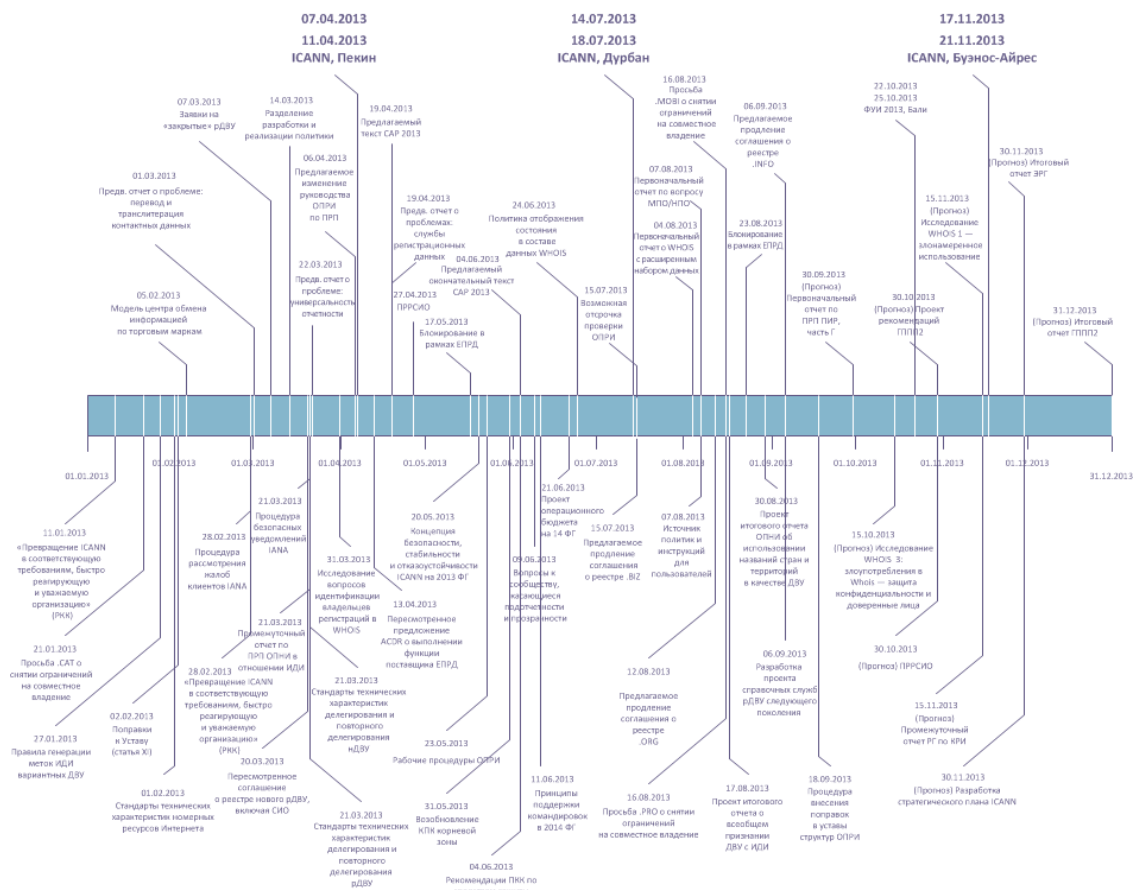 07.04.2013
11.04.2013
ICANN, Пекин
14.07.2013
18.07.2013
ICANN, Дурбан
17.11.2013
21.11.2013
ICANN, Буэнос-Айрес
07.03.2013
Заявки на
«закрытые» рДВУ
14.03.2013
Разделение
разработки и
реализации политики
19.04.2013
Предлагаемый
текст CAP 2013
16.08.2013
Просьба
.MOBI о снятии
ограничений
на совместное
владение
06.09.2013
Предлагаемое
продление
соглашения о
реестре
.INFO
22.10.2013
25.10.2013
ФУИ 2013, Бали
30.11.2013
(Прогноз) Итоговый
отчет ЭРГ
01.03.2013
Предв. отчет о проблеме:
перевод и
транслитерация
контактных данных
06.04.2013
Предлагаемое
изменение
руководства
ОПРИ
по ПРП
19.04.2013
Предв. отчет о
проблемах:
службы
регистрационных
данных
24.06.2013
Политика отображения
состояния
в составе
данных WHOIS
07.08.2013
Первоначальный
отчет по вопросу
МПО/НПО
04.08.2013
Первоначальный
отчет о WHOIS
с расширенным
набором данных
23.08.2013
Блокирование
в рамках ЕПРД
15.11.2013
(Прогноз)
Исследование
WHOIS 1 —
злонамеренное
использование
05.02.2013
Модель центра обмена
информацией
по торговым маркам
22.03.2013
Предв. отчет о
проблеме:
универсальность
отчетности
27.04.2013
ПРРСИО
04.06.2013
Предлагаемый
окончательный текст
CAP 2013
17.05.2013
Блокирование в
рамках ЕПРД
15.07.2013
Возможная
отсрочка
проверки
ОПРИ
30.09.2013
(Прогноз)
Первоначальный
отчет по
ПРП ПИР,
часть Г
30.10.2013
(Прогноз) Проект
рекомендаций
ГППП2
31.12.2013
(Прогноз) Итоговый
отчет ГППП2
01.01.2013
01.02.2013
01.03.2013
01.04.2013
01.05.2013
01.06.2013
01.07.2013
01.08.2013
01.09.2013
01.10.2013
01.11.2013
01.12.2013
31.12.2013
11.01.2013
«Превращение ICANN
в соответствующую
требованиям, быстро
реагирующую
и уважаемую
организацию»
(РКК)
21.01.2013
Просьба .CAT о
снятии ограничений
на совместное
владение
27.01.2013
Правила генерации
меток ИДИ
вариантных ДВУ
02.02.2013
Поправки
к Уставу
(статья XI)
01.02.2013
Стандарты технических
характеристик номерных
ресурсов Интернета
28.02.2013
Процедура
рассмотрения
жалоб
клиентов IANA
28.02.2013
«Превращение ICANN
в соответствующую
требованиям, быстро
реагирующую
и уважаемую
организацию»
(РКК)
21.03.2013
Процедура
безопасных
уведомлений
IANA
21.03.2013
Промежуточный
отчет по
ПРП ОПНИ в
отношении ИДИ
20.03.2013
Пересмотренное
соглашение
о реестре нового рДВУ,
включая СИО
31.03.2013
Исследование
вопросов
идентификации
владельцев
регистраций в
WHOIS
21.03.2013
Стандарты технических
характеристик
делегирования и
повторного
делегирования
нДВУ
21.03.2013
Стандарты технических
характеристик
делегирования и
повторного
делегирования
рДВУ
13.04.2013
Пересмотренное
предложение
ACDR о выполнении
функции
поставщика ЕПРД
20.05.2013
Концепция
безопасности,
стабильности
и отказоустойчивости
ICANN на 2013 ФГ
23.05.2013
Рабочие процедуры ОПРИ
31.05.2013
Возобновление
КПК корневой
зоны
04.06.2013
Рекомендации ПКК по
09.06.2013
Вопросы к
сообществу,
касающиеся
подотчетности
и прозрачности
11.06.2013
Принципы
поддержки
командировок
в 2014 ФГ
21.06.2013
Проект
операционного
бюджета
на 14 ФГ
15.07.2013
Предлагаемое
продление
соглашения
о реестре .BIZ
07.08.2013
Источник
политик и
инструкций
для
пользователей
12.08.2013
Предлагаемое
продление
соглашения о
реестре
.ORG
16.08.2013
Просьба .PRO о снятии
ограничений
на совместное владение
17.08.2013
Проект итогового
отчета о
всеобщем
признании
ДВУ с ИДИ
30.08.2013
Проект
итогового отчета
ОПНИ об
использовании
названий стран и
территорий
в качестве ДВУ
06.09.2013
Разработка
проекта
справочных служб
рДВУ следующего
поколения
18.09.2013
Процедура
внесения
поправок
в уставы
структур ОПРИ
15.10.2013
(Прогноз) Исследование
WHOIS 3:
злоупотребления в
Whois — защита
конфиденциальности и
доверенные лица
30.10.2013
(Прогноз) ПРРСИО
15.11.2013
(Прогноз)
Промежуточный
отчет РГ по КРИ
30.11.2013
(Прогноз) Разработка
стратегического плана ICANN